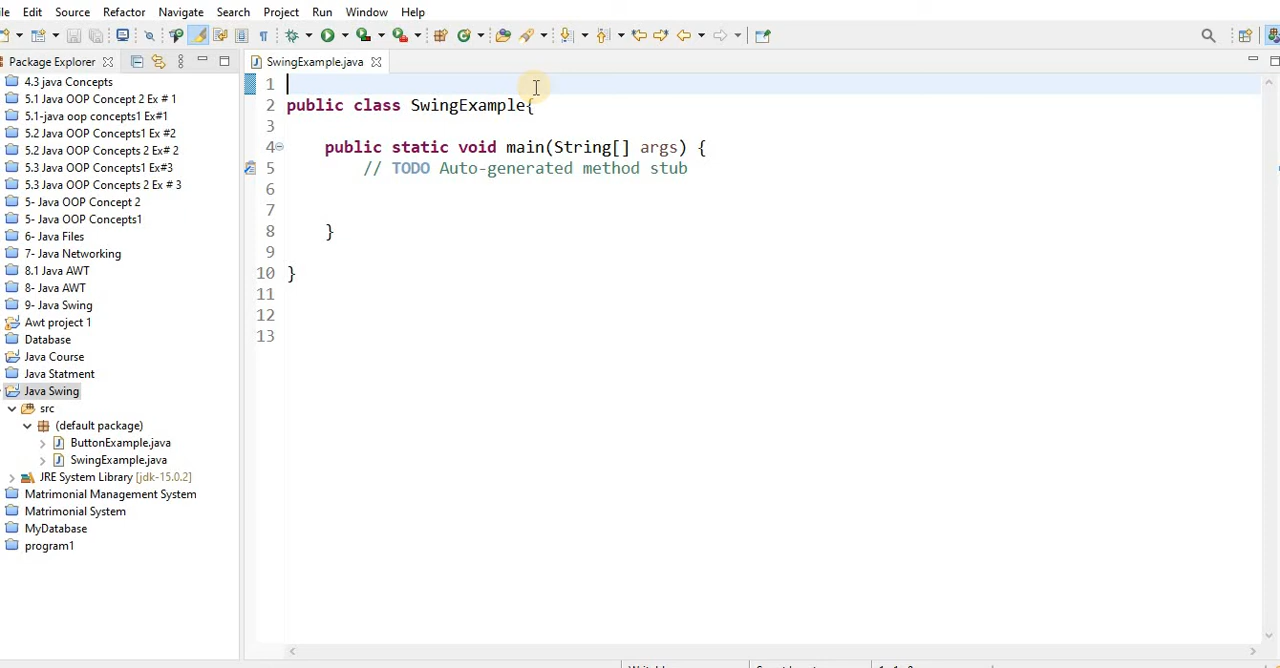 Edit Source Refactor Navigate Search Project Run Window Help
Package Explorer
SwingExample.java
4.3 java Concepts
5.1 Java OOP Concept 2 Ex # 1
5.1-java oop concepts1 Ex#1
5.2 Java OOP Concepts1 Ex #2
5.2 Java OOP Concepts 2 Ex# 2
5.3 Java OOP Concepts1 Ex#3
5.3 Java OOP Concepts 2 Ex # 3
5- Java OOP Concept 2
5- Java OOP Concepts1
6- Java Files
7- Java Networking
8.1 Java AWT
8- Java AWT
9- Java Swing
Awt project 1
Database
Java Course
Java Statment
Java Swing
src
(default package)
ButtonExample.java
SwingExample.java
JRE System Library [jdk-15.0.2]
Matrimonial Management System
Matrimonial System
MyDatabase
program1
1
2 public class SwingExample{
3
4 public static void main(String[] args) {
5 // TODO Auto-generated method stub
6
7
8 }
9
10 }
11
12
13